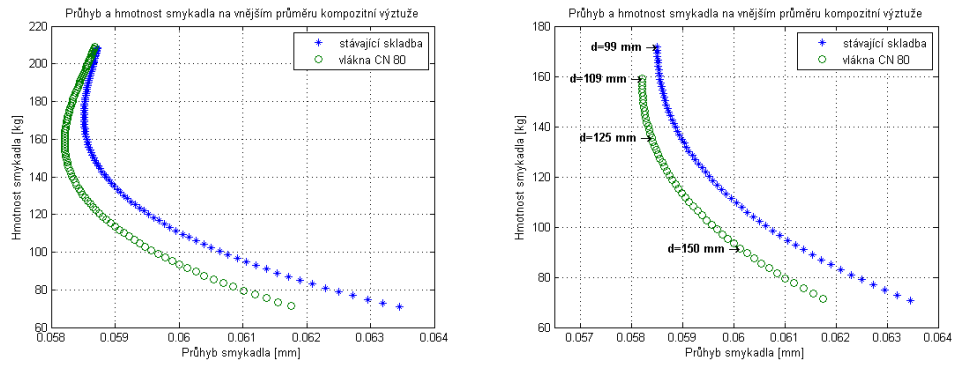 Průhyb a hmotnost smykadla na vnějším průměru kompozitní výztuže
220
200
180
160
140
120
100
80
60
Hmotnost smykadla [kg]
stávající skladba
vlákna CN 80
0.058
0.059
0.06
0.061
0.062
0.063
0.064
Průhyb smykadla [mm]
Průhyb a hmotnost smykadla na vnějším průměru kompozitní výztuže
180
160
140
120
100
80
60
Hmotnost smykadla [kg]
d=99 mm
d=109 mm
d=125 mm
d=150 mm
stávající skladba
vlákna CN 80
0.057
0.058
0.059
0.06
0.061
0.062
0.063
0.064
Průhyb smykadla [mm]